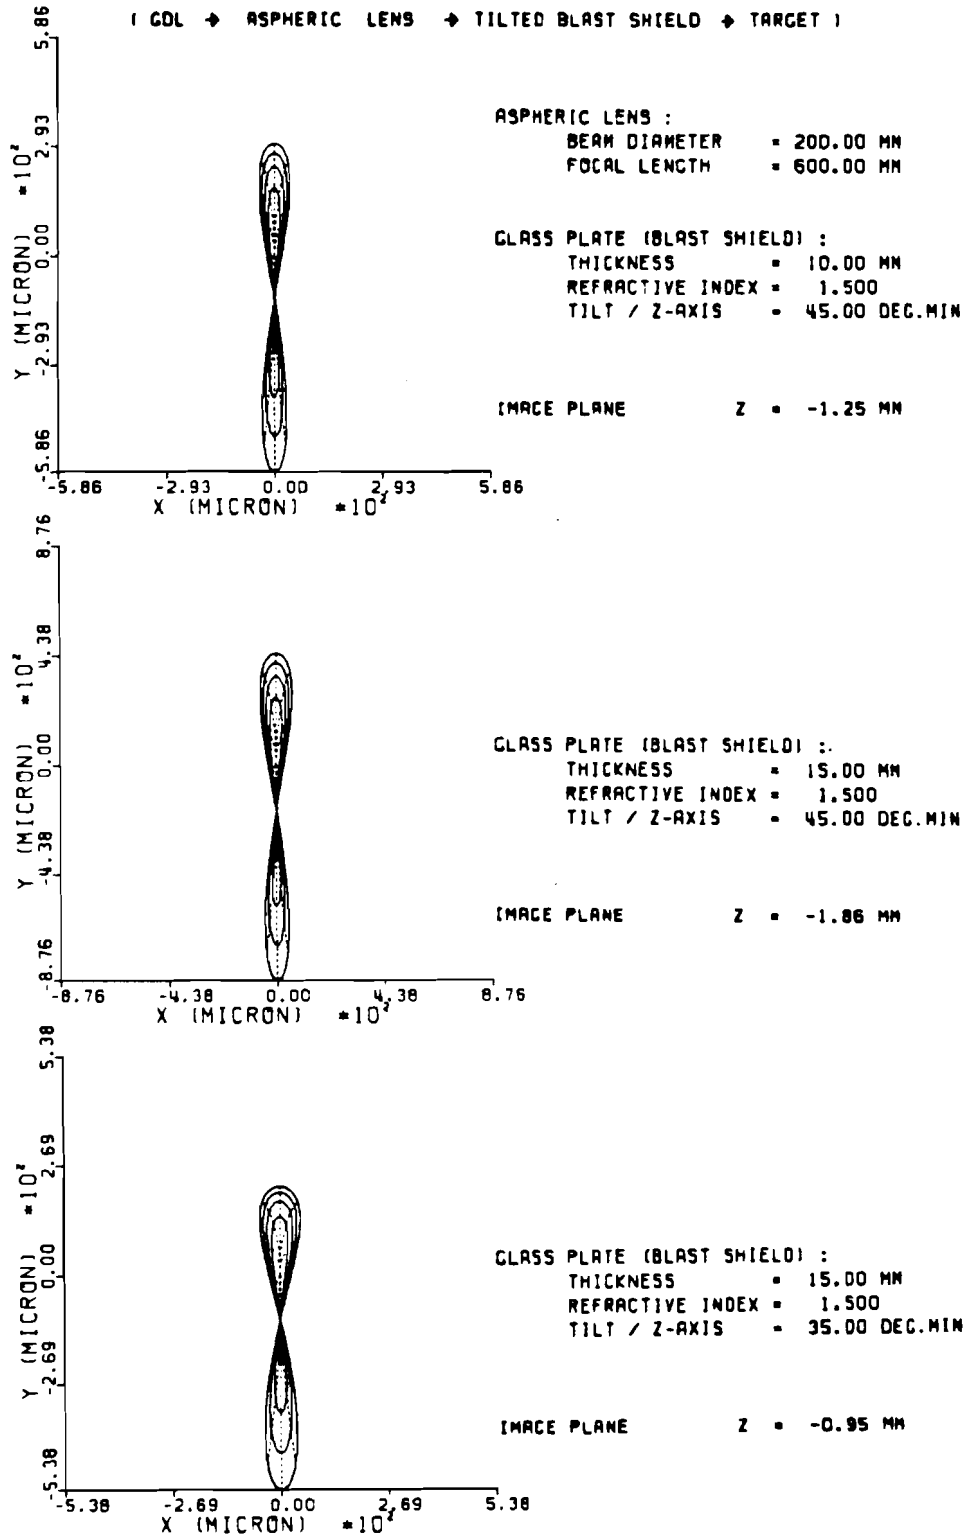 ( GDL → ASPHERIC LENS → TILTED BLAST SHIELD → TARGET )
ASPHERIC LENS :
BEAM DIAMETER = 200.00 MM
FOCAL LENGTH = 600.00 MM
GLASS PLATE (BLAST SHIELD) :
THICKNESS = 10.00 MM
REFRACTIVE INDEX = 1.500
TILT / Z-AXIS = 45.00 DEG.MIN
IMAGE PLANE Z = -1.25 MM
Y (MICRON) *10²
5.86
2.93
0.00
-2.93
-5.86
-5.86 -2.93 0.00 2.93 5.86
X (MICRON) *10²
GLASS PLATE (BLAST SHIELD) :
THICKNESS = 15.00 MM
REFRACTIVE INDEX = 1.500
TILT / Z-AXIS = 45.00 DEG.MIN
IMAGE PLANE Z = -1.86 MM
Y (MICRON) *10²
8.76
4.38
0.00
-4.38
-8.76
-8.76 -4.38 0.00 4.38 8.76
X (MICRON) *10²
GLASS PLATE (BLAST SHIELD) :
THICKNESS = 15.00 MM
REFRACTIVE INDEX = 1.500
TILT / Z-AXIS = 35.00 DEG.MIN
IMAGE PLANE Z = -0.95 MM
Y (MICRON) *10²
5.38
2.69
0.00
-2.69
-5.38
-5.38 -2.69 0.00 2.69 5.38
X (MICRON) *10²